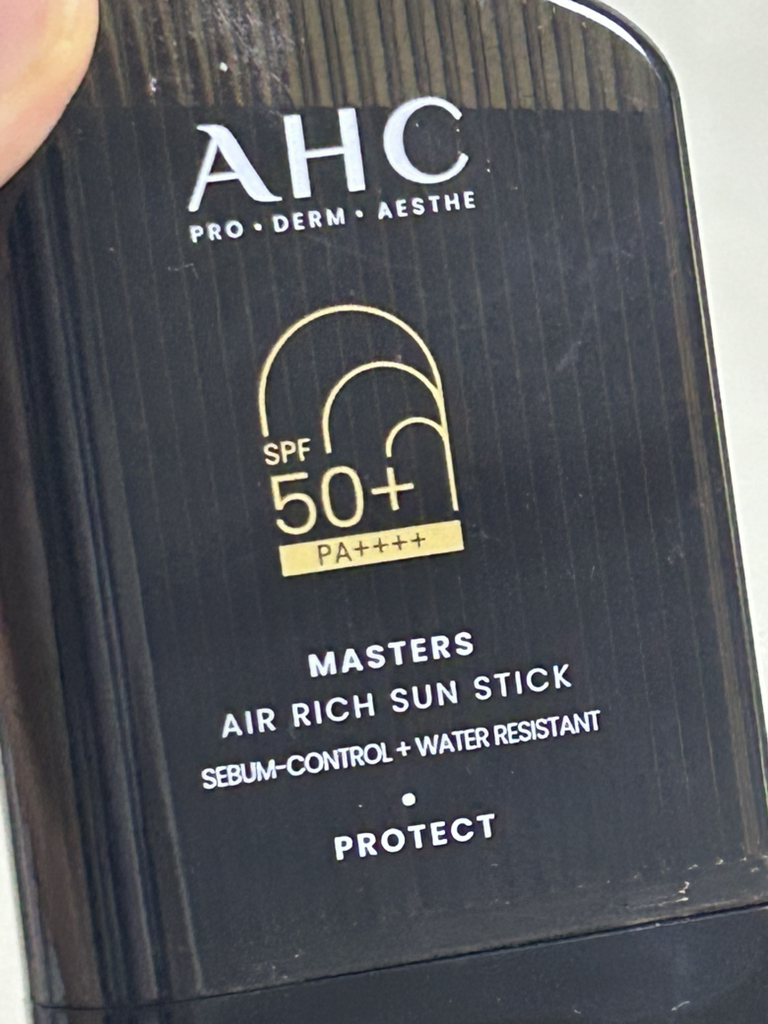 AHC
PRO • DERM • AESTHE
SPF
50+
PA++++
MASTERS
AIR RICH SUN STICK
SEBUM-CONTROL + WATER RESISTANT
•
PROTECT